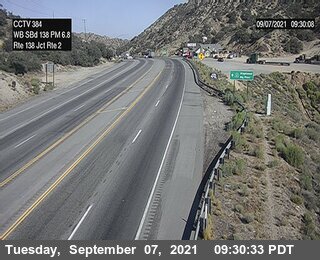 CCTV 384
WB SBd 138 PM 6.8
Rte 138 Jct Rte 2
09/07/2021 09:30:08
Tuesday, September 07, 2021 09:30:33 PDT